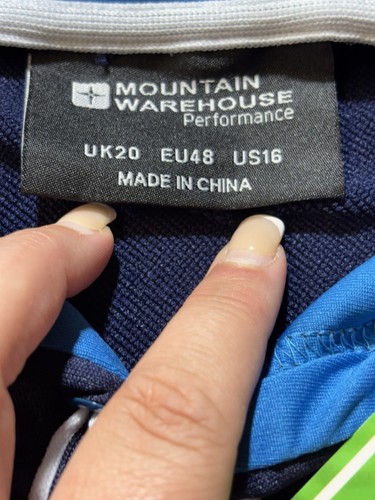 MOUNTAIN
WAREHOUSE
Performance
UK20 EU48 US16
MADE IN CHINA